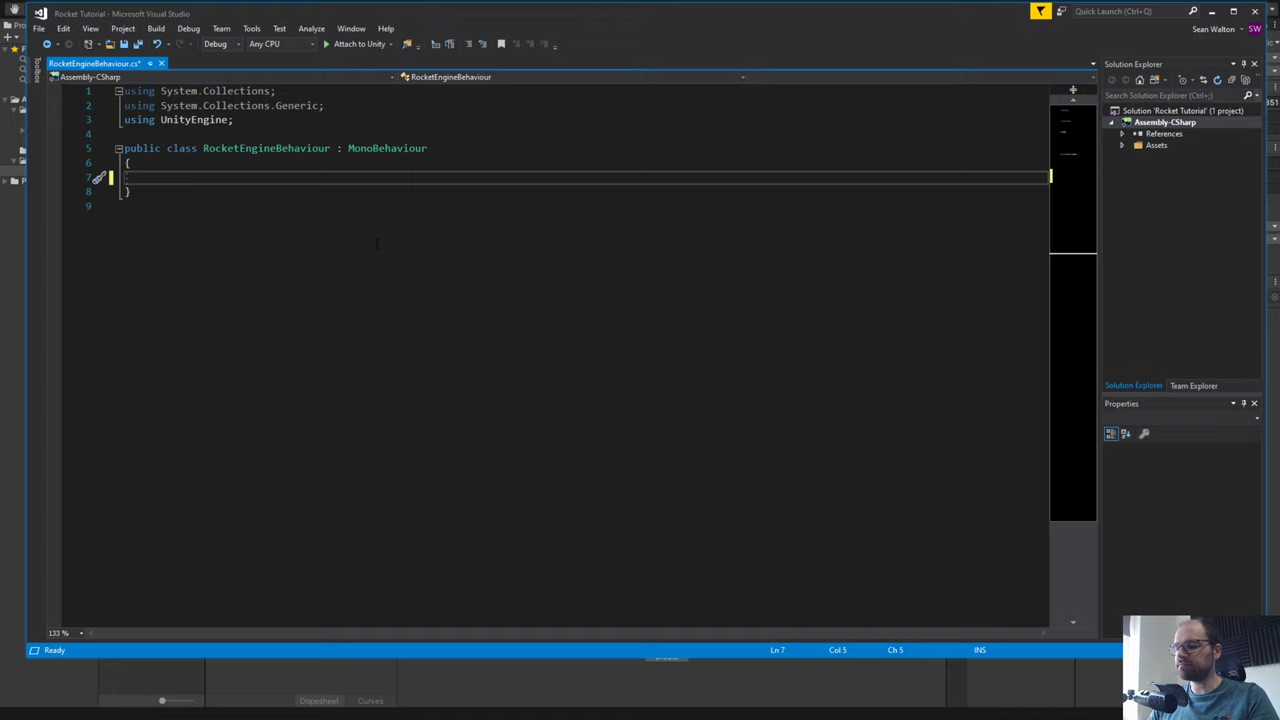 Rocket Tutorial - Microsoft Visual Studio
Quick Launch (Ctrl+Q)
File Edit View Project Build Debug Team Tools Test Analyze Window Help
Sean Walton SW
Debug Any CPU Attach to Unity
Toolbox
RocketEngineBehaviour.cs*
Assembly-CSharp RocketEngineBehaviour
1 using System.Collections;
2 using System.Collections.Generic;
3 using UnityEngine;
4
5 public class RocketEngineBehaviour : MonoBehaviour
6 {
7
8 }
9
Solution Explorer
Search Solution Explorer (Ctrl+;)
Solution 'Rocket Tutorial' (1 project)
Assembly-CSharp
References
Assets
Solution Explorer Team Explorer
Properties
133 %
Ready Ln 7 Col 5 Ch 5 INS
Dopesheet Curves